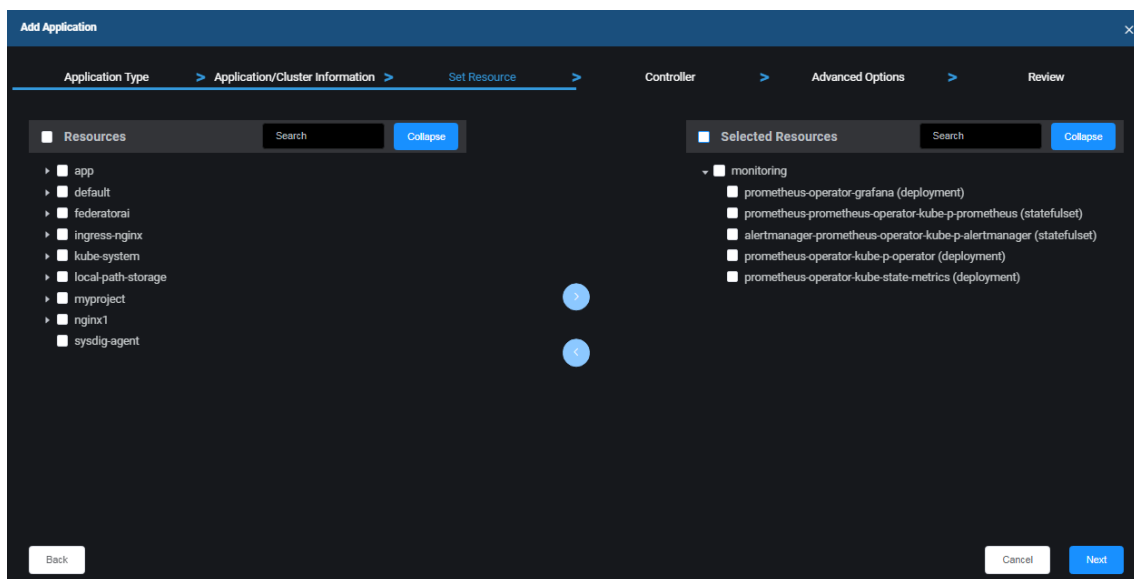 Add Application
Application Type > Application/Cluster Information > Set Resource > Controller > Advanced Options > Review
Resources Search Collapse
app
default
federatorai
ingress-nginx
kube-system
local-path-storage
myproject
nginx1
sysdig-agent
Selected Resources Search Collapse
monitoring
prometheus-operator-grafana (deployment)
prometheus-prometheus-operator-kube-p-prometheus (statefulset)
alertmanager-prometheus-operator-kube-p-alertmanager (statefulset)
prometheus-operator-kube-p-operator (deployment)
prometheus-operator-kube-state-metrics (deployment)
Back Cancel Next